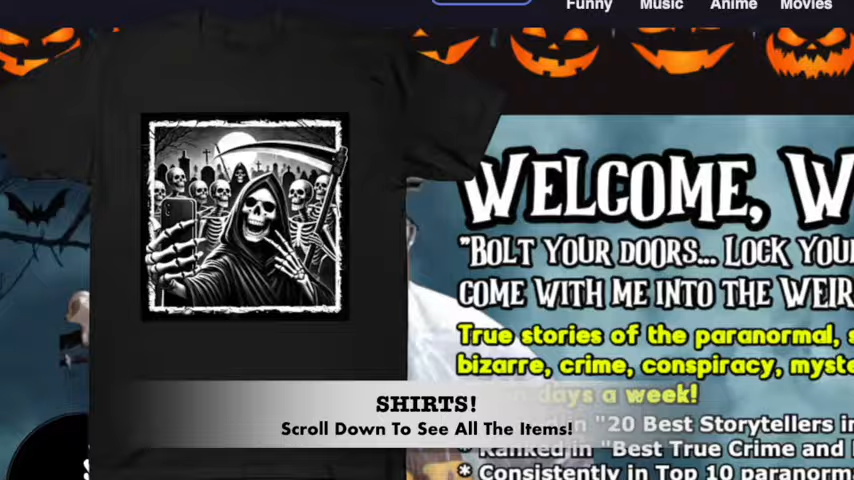 Funny Music Anime Movies
WELCOME, W
"BOLT YOUR DOORS... LOCK YOU
COME WITH ME INTO THE WEIR
True stories of the paranormal, s
bizarre, crime, conspiracy, myste
days a week!
SHIRTS!
Scroll Down To See All The Items!
in "20 Best Storytellers in
* Ranked in "Best True Crime and
* Consistently in Top 10 paranorm